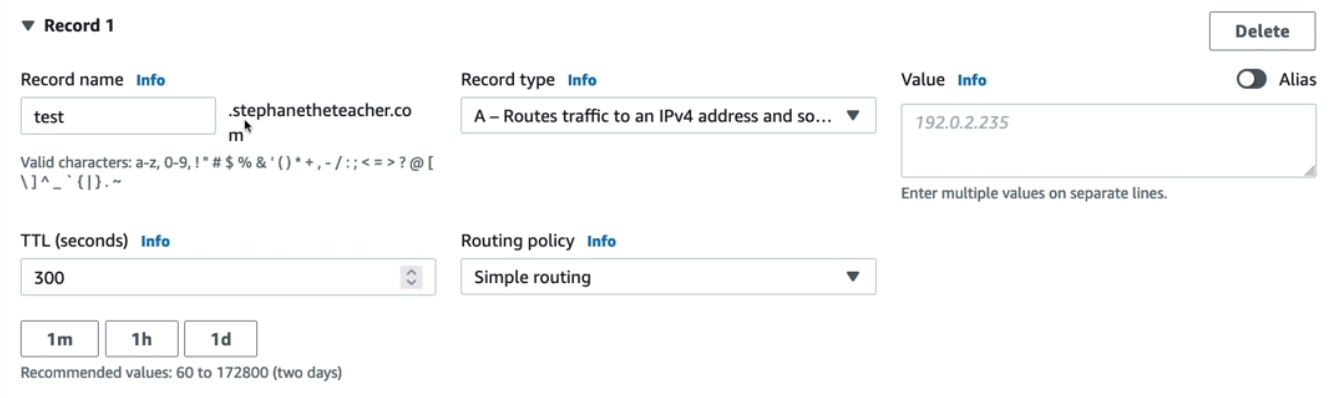 Record 1
Delete
Record name Info
test
.stephanetheteacher.co
m
Valid characters: a-z, 0-9, ! " # $ % & ' ( ) * + , - / : ; < = > ? @ [
\ ] ^ _ ` { | } . ~
Record type Info
A – Routes traffic to an IPv4 address and so...
Value Info
Alias
192.0.2.235
Enter multiple values on separate lines.
TTL (seconds) Info
300
1m 1h 1d
Recommended values: 60 to 172800 (two days)
Routing policy Info
Simple routing